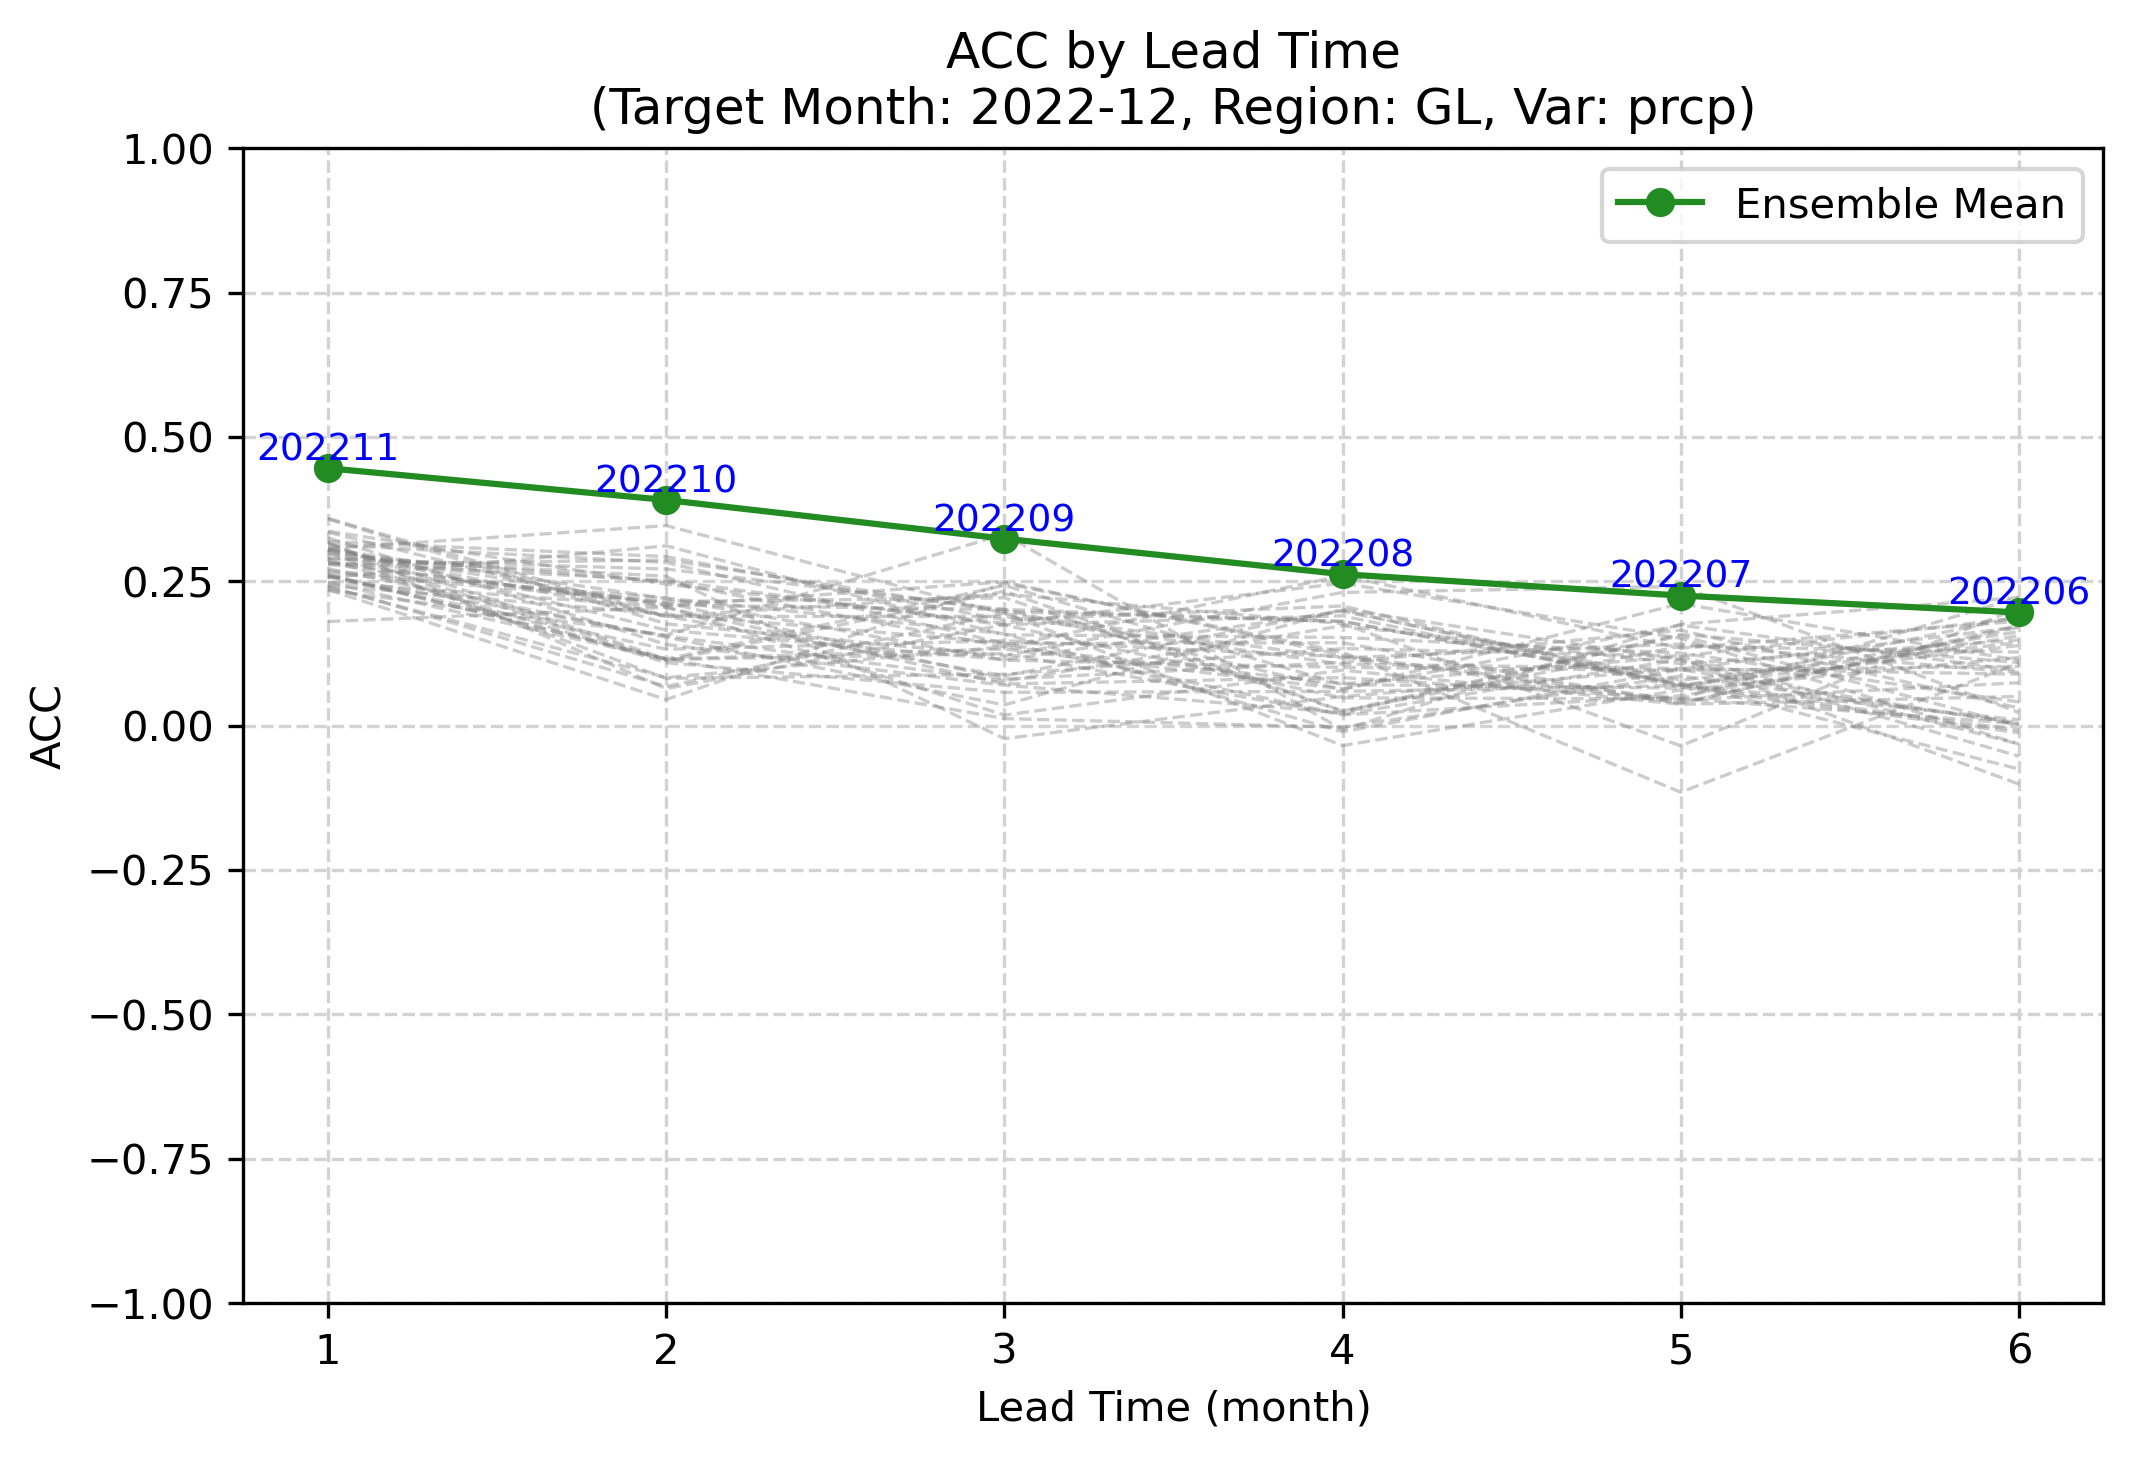 ACC by Lead Time
(Target Month: 2022-12, Region: GL, Var: prcp)
1.00
0.75
0.50
0.25
0.00
−0.25
−0.50
−0.75
−1.00
ACC
Ensemble Mean
202211
202210
202209
202208
202207
202206
1 2 3 4 5 6
Lead Time (month)